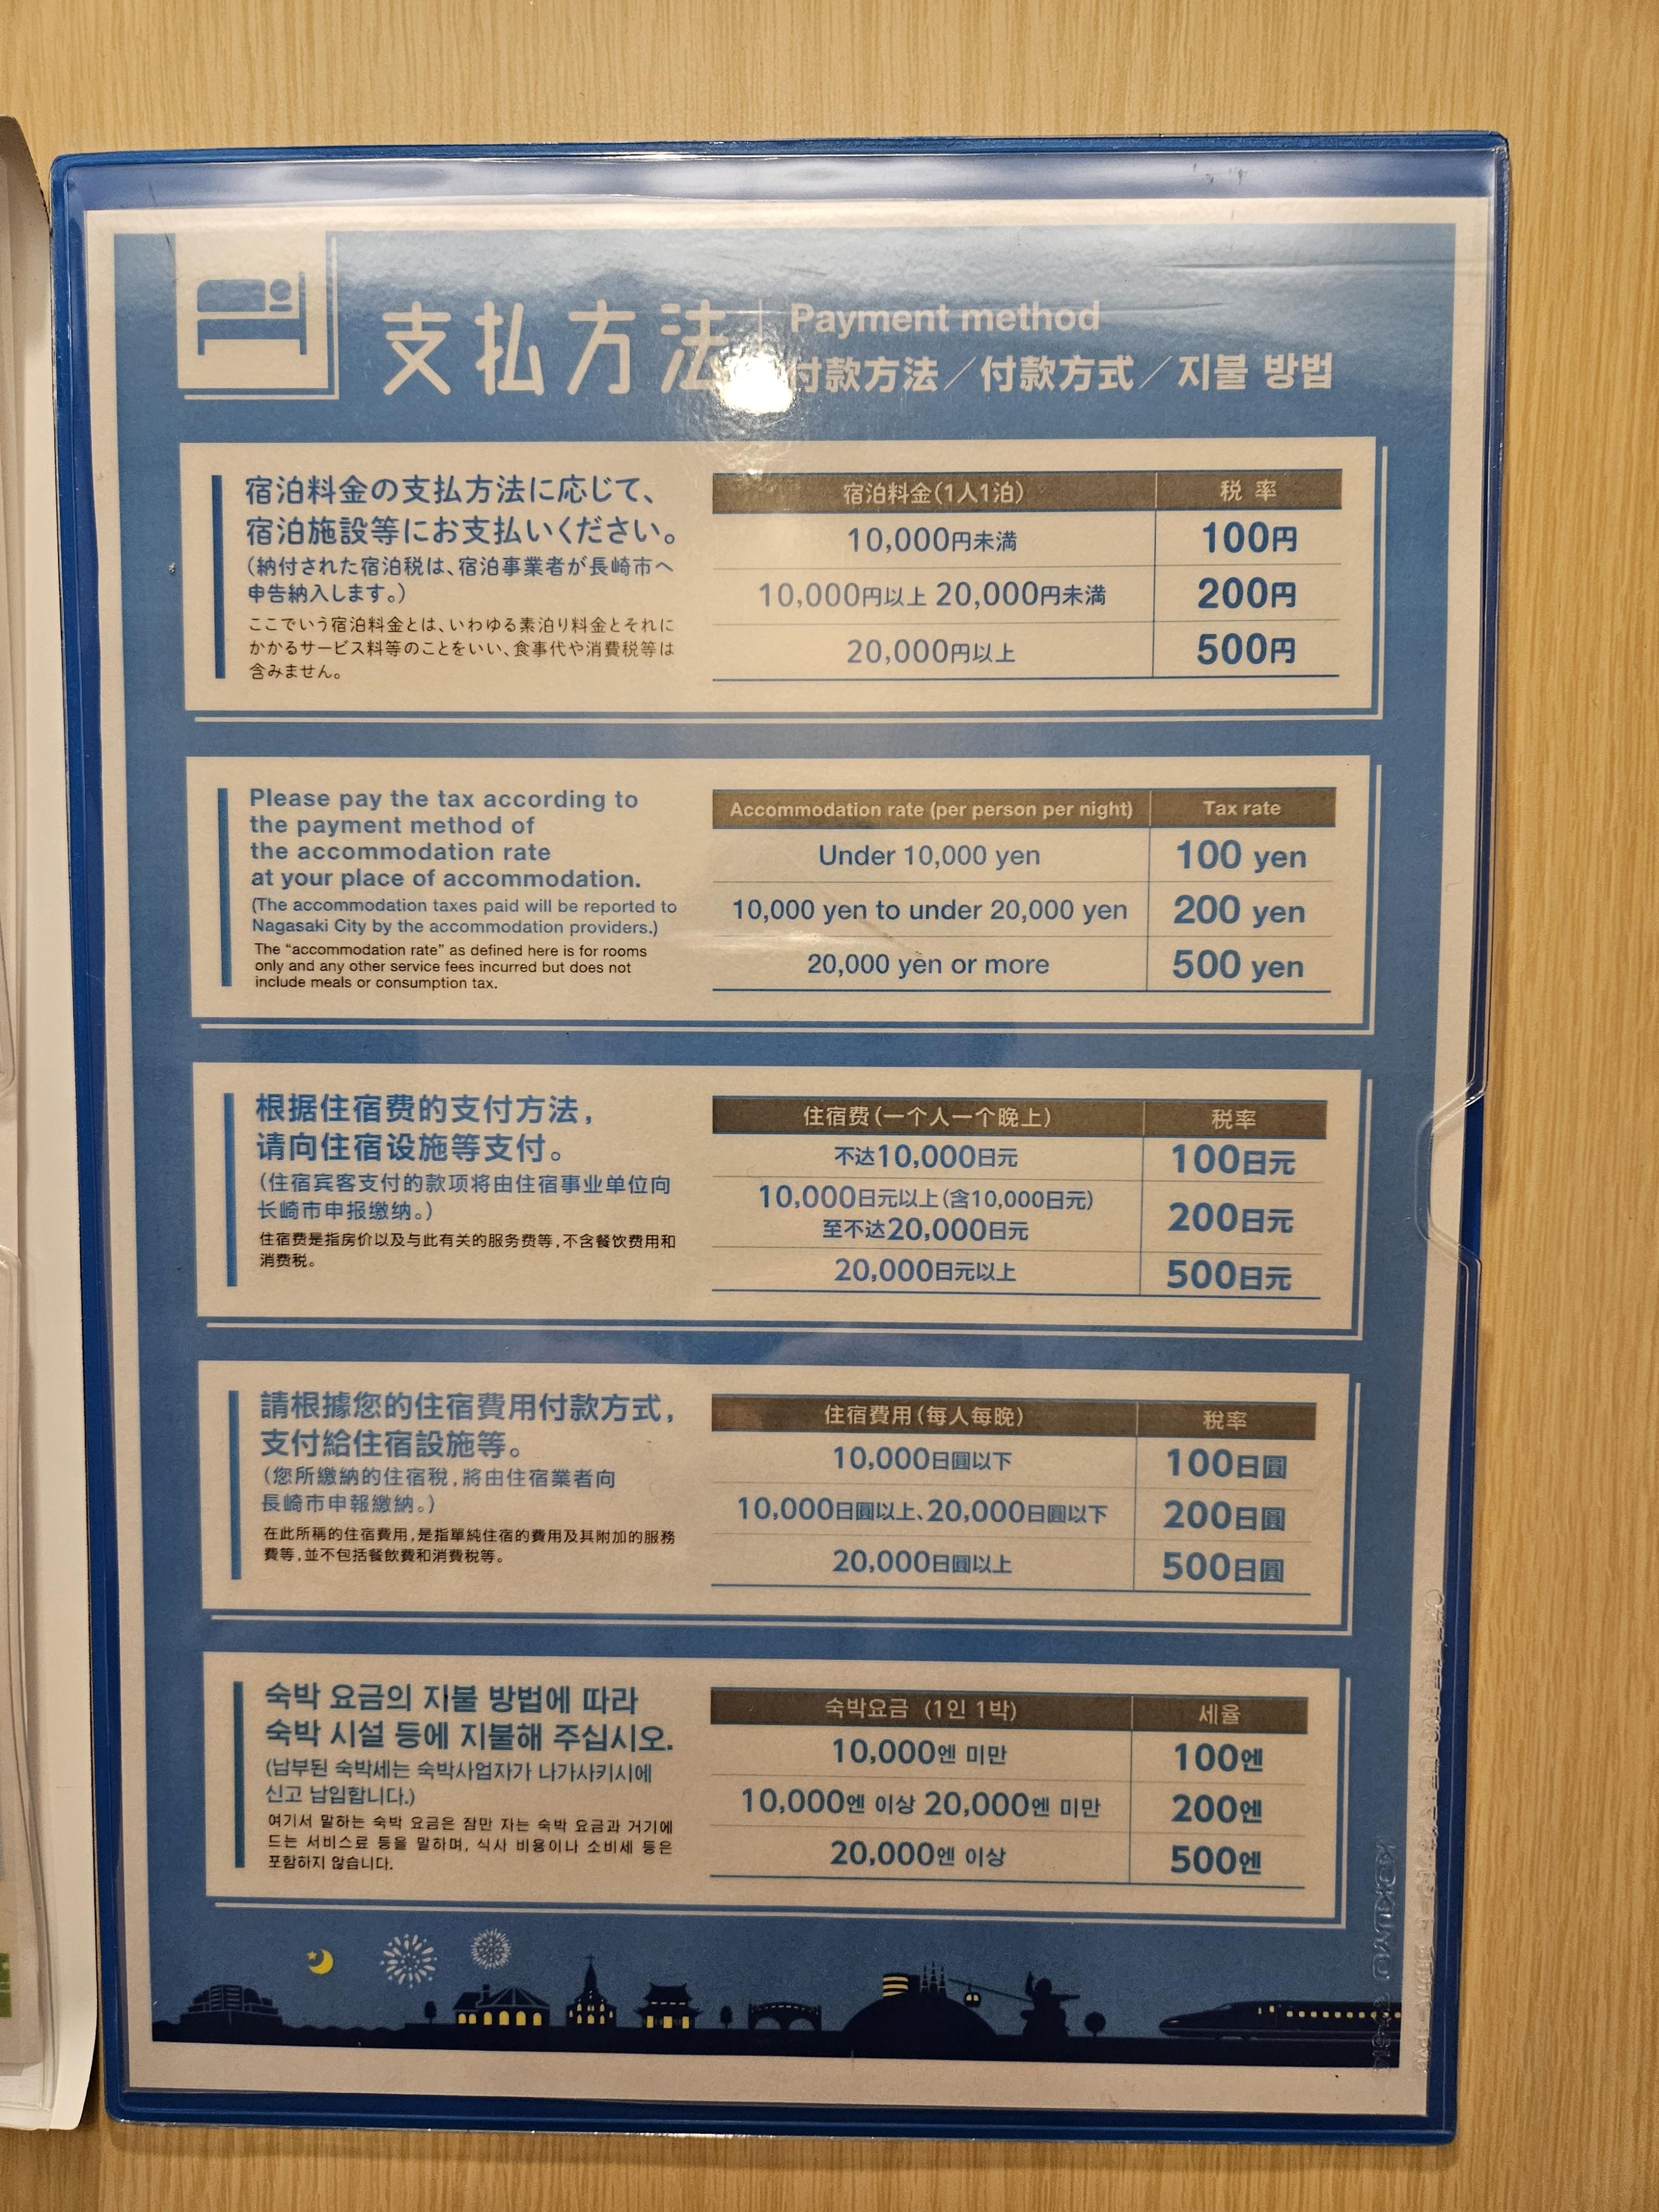 支払方法
Payment method
付款方法／付款方式／지불 방법
宿泊料金の支払方法に応じて、
宿泊施設等にお支払いください。
(納付された宿泊税は、宿泊事業者が長崎市へ
申告納入します。)
ここでいう宿泊料金とは、いわゆる素泊り料金とそれに
かかるサービス料等のことをいい、食事代や消費税等は
含みません。
宿泊料金(1人1泊) 税率
10,000円未満 100円
10,000円以上 20,000円未満 200円
20,000円以上 500円
Please pay the tax according to
the payment method of
the accommodation rate
at your place of accommodation.
(The accommodation taxes paid will be reported to
Nagasaki City by the accommodation providers.)
The “accommodation rate” as defined here is for rooms
only and any other service fees incurred but does not
include meals or consumption tax.
Accommodation rate (per person per night) Tax rate
Under 10,000 yen 100 yen
10,000 yen to under 20,000 yen 200 yen
20,000 yen or more 500 yen
根据住宿费的支付方法,
请向住宿设施等支付。
(住宿宾客支付的款项将由住宿事业单位向
长崎市申报缴纳。)
住宿费是指房价以及与此有关的服务费等,不含餐饮费用和
消费税。
住宿费(一个人一个晚上) 税率
不达10,000日元 100日元
10,000日元以上(含10,000日元)
至不达20,000日元 200日元
20,000日元以上 500日元
請根據您的住宿費用付款方式,
支付給住宿設施等。
(您所繳納的住宿稅,將由住宿業者向
長崎市申報繳納。)
在此所稱的住宿費用,是指單純住宿的費用及其附加的服務
費等,並不包括餐飲費和消費稅等。
住宿費用(每人每晚) 稅率
10,000日圓以下 100日圓
10,000日圓以上、20,000日圓以下 200日圓
20,000日圓以上 500日圓
숙박 요금의 지불 방법에 따라
숙박 시설 등에 지불해 주십시오.
(납부된 숙박세는 숙박사업자가 나가사키시에
신고 납입합니다.)
여기서 말하는 숙박 요금은 잠만 자는 숙박 요금과 거기에
드는 서비스료 등을 말하며, 식사 비용이나 소비세 등은
포함하지 않습니다.
숙박요금 (1인 1박) 세율
10,000엔 미만 100엔
10,000엔 이상 20,000엔 미만 200엔
20,000엔 이상 500엔
KOKUYO